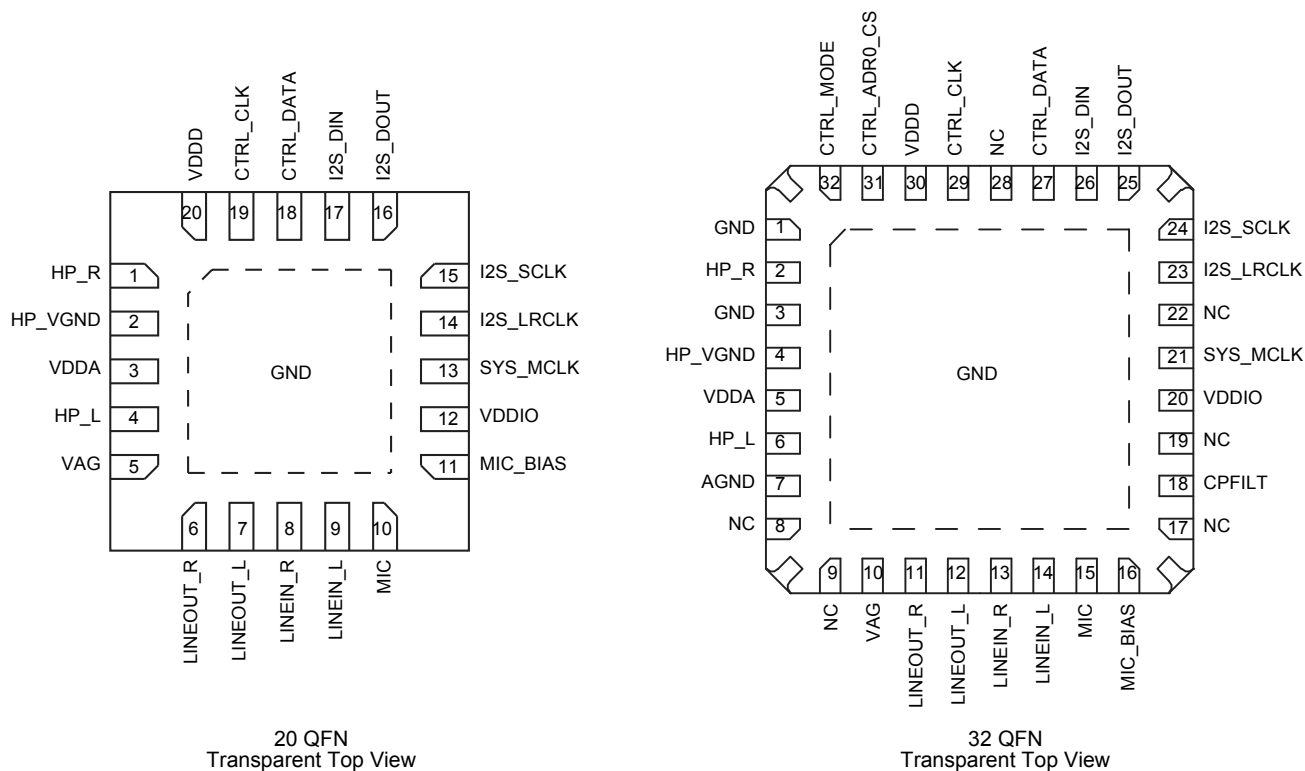 VDDD
CTRL_CLK
CTRL_DATA
I2S_DIN
I2S_DOUT
20
19
18
17
16
HP_R
1
HP_VGND
2
VDDA
3
HP_L
4
VAG
5
GND
15
I2S_SCLK
14
I2S_LRCLK
13
SYS_MCLK
12
VDDIO
11
MIC_BIAS
6
7
8
9
10
LINEOUT_R
LINEOUT_L
LINEIN_R
LINEIN_L
MIC
20 QFN
Transparent Top View
CTRL_MODE
CTRL_ADR0_CS
VDDD
CTRL_CLK
NC
CTRL_DATA
I2S_DIN
I2S_DOUT
32
31
30
29
28
27
26
25
GND
1
HP_R
2
GND
3
HP_VGND
4
VDDA
5
HP_L
6
AGND
7
NC
8
GND
24
I2S_SCLK
23
I2S_LRCLK
22
NC
21
SYS_MCLK
20
VDDIO
19
NC
18
CPFILT
17
NC
9
10
11
12
13
14
15
16
NC
VAG
LINEOUT_R
LINEOUT_L
LINEIN_R
LINEIN_L
MIC
MIC_BIAS
32 QFN
Transparent Top View